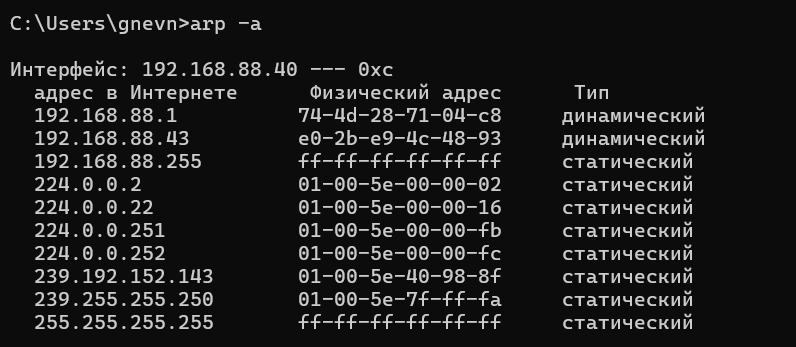 C:\Users\gnevn>arp -a
Интерфейс: 192.168.88.40 --- 0xc
адрес в Интернете Физический адрес Тип
192.168.88.1 74-4d-28-71-04-c8 динамический
192.168.88.43 e0-2b-e9-4c-48-93 динамический
192.168.88.255 ff-ff-ff-ff-ff-ff статический
224.0.0.2 01-00-5e-00-00-02 статический
224.0.0.22 01-00-5e-00-00-16 статический
224.0.0.251 01-00-5e-00-00-fb статический
224.0.0.252 01-00-5e-00-00-fc статический
239.192.152.143 01-00-5e-40-98-8f статический
239.255.255.250 01-00-5e-7f-ff-fa статический
255.255.255.255 ff-ff-ff-ff-ff-ff статический